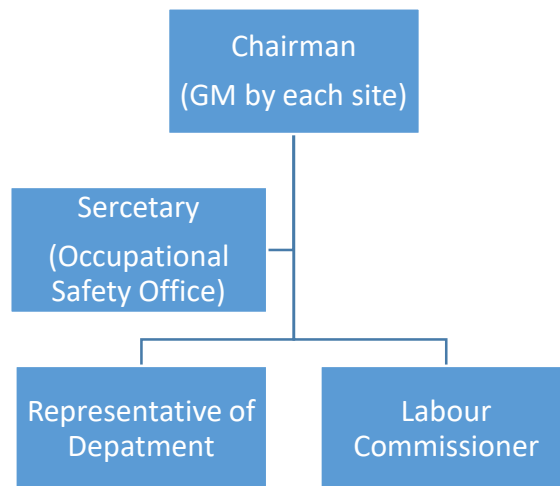 Chairman
(GM by each site)
Sercetary
(Occupational
Safety Office)
Representative of
Depatment
Labour
Commissioner